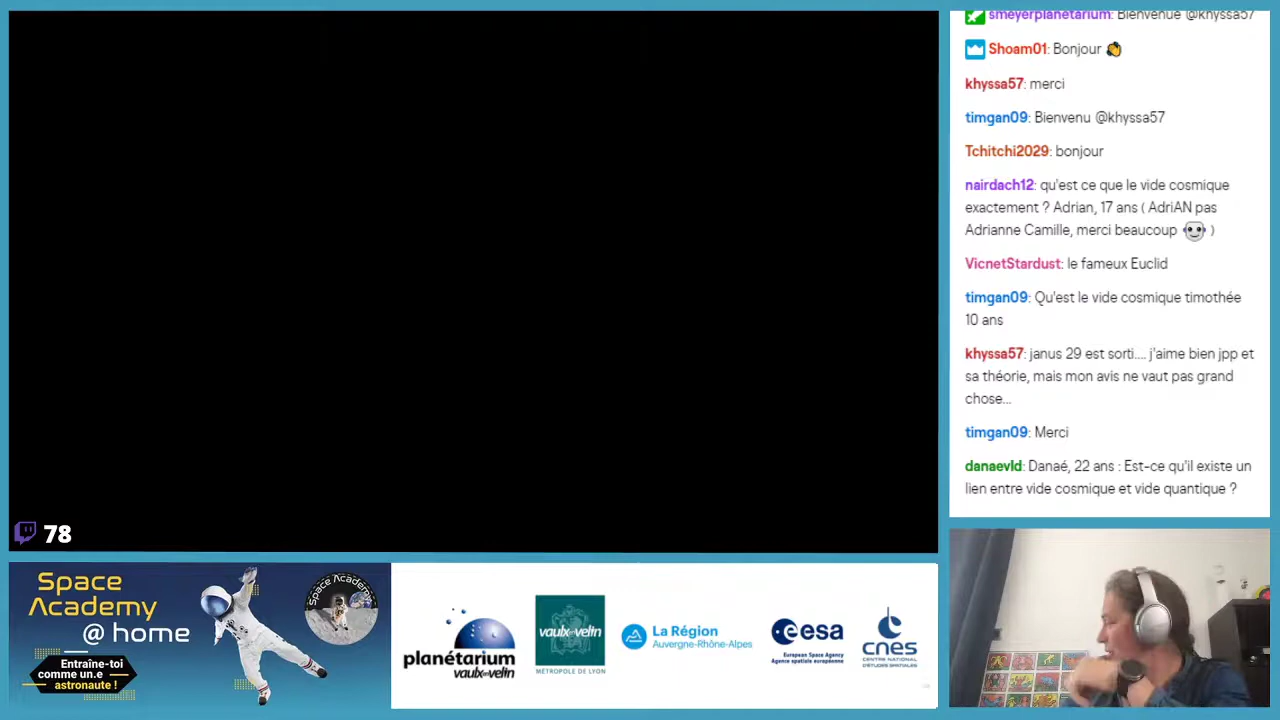 smeyerplanetarium: Bienvenue @khyssa57
Shoam01: Bonjour
khyssa57: merci
timgan09: Bienvenu @khyssa57
Tchitchi2029: bonjour
nairdach12: qu'est ce que le vide cosmique
exactement ? Adrian, 17 ans ( AdriAN pas
Adrianne Camille, merci beaucoup )
VicnetStardust: le fameux Euclid
timgan09: Qu'est le vide cosmique timothée
10 ans
khyssa57: janus 29 est sorti.... j'aime bien jpp et
sa théorie, mais mon avis ne vaut pas grand
chose...
timgan09: Merci
danaevld: Danaé, 22 ans : Est-ce qu'il existe un
lien entre vide cosmique et vide quantique ?
78
Space
Academy
@ home
Entraîne-toi
comme un.e
astronaute !
Space Academy
planétarium
vaulx en velin
vaulx en velin
MÉTROPOLE DE LYON
La Région
Auvergne-Rhône-Alpes
esa
European Space Agency
Agence spatiale européenne
cnes
CENTRE NATIONAL
D'ÉTUDES SPATIALES